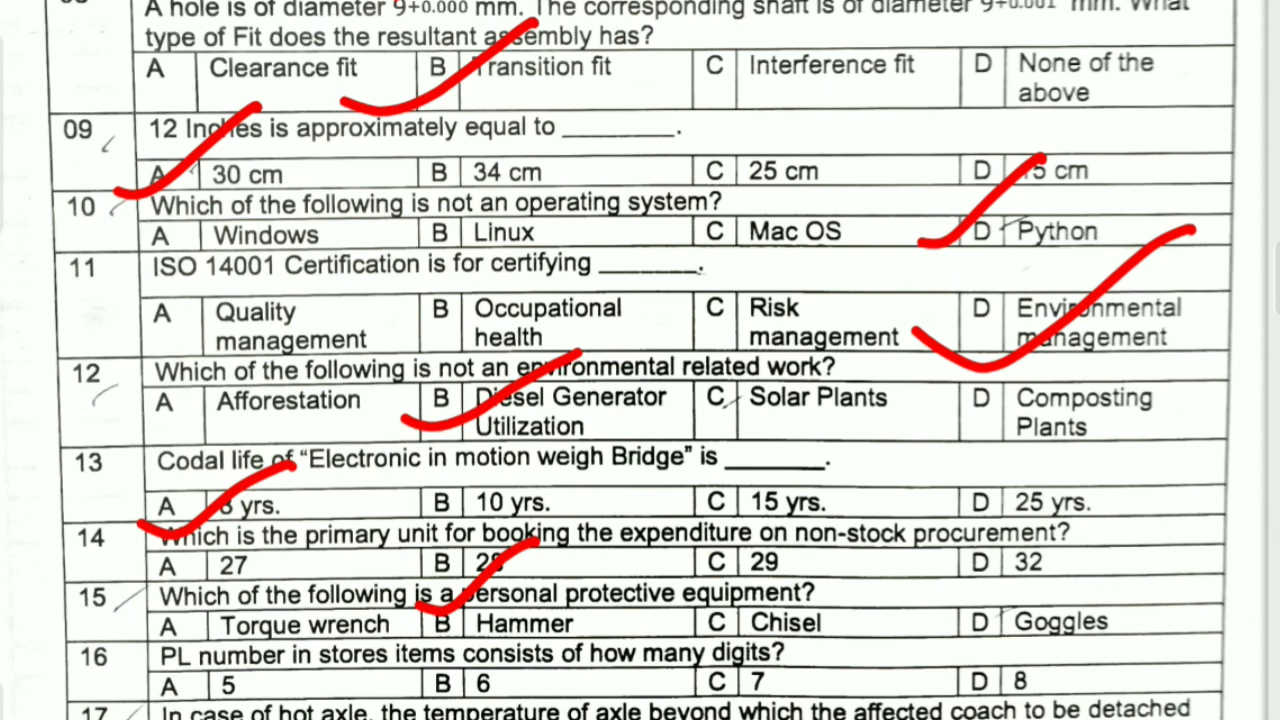 A hole is of diameter 9+0.000 mm. The corresponding shaft is of diameter 9+0.001 mm. What
type of Fit does the resultant assembly has?
A Clearance fit B Transition fit C Interference fit D None of the
above
09 12 Inches is approximately equal to ________.
A 30 cm B 34 cm C 25 cm D cm
10 Which of the following is not an operating system?
A Windows B Linux C Mac OS D Python
11 ISO 14001 Certification is for certifying _______.
A Quality B Occupational C Risk D Environmental
management health management management
12 Which of the following is not an environmental related work?
A Afforestation B Diesel Generator C Solar Plants D Composting
Utilization Plants
13 Codal life of “Electronic in motion weigh Bridge” is _______.
A yrs. B 10 yrs. C 15 yrs. D 25 yrs.
14 Which is the primary unit for booking the expenditure on non-stock procurement?
A 27 B C 29 D 32
15 Which of the following is a personal protective equipment?
A Torque wrench B Hammer C Chisel D Goggles
16 PL number in stores items consists of how many digits?
A 5 B 6 C 7 D 8
17 In case of hot axle, the temperature of axle beyond which the affected coach to be detached